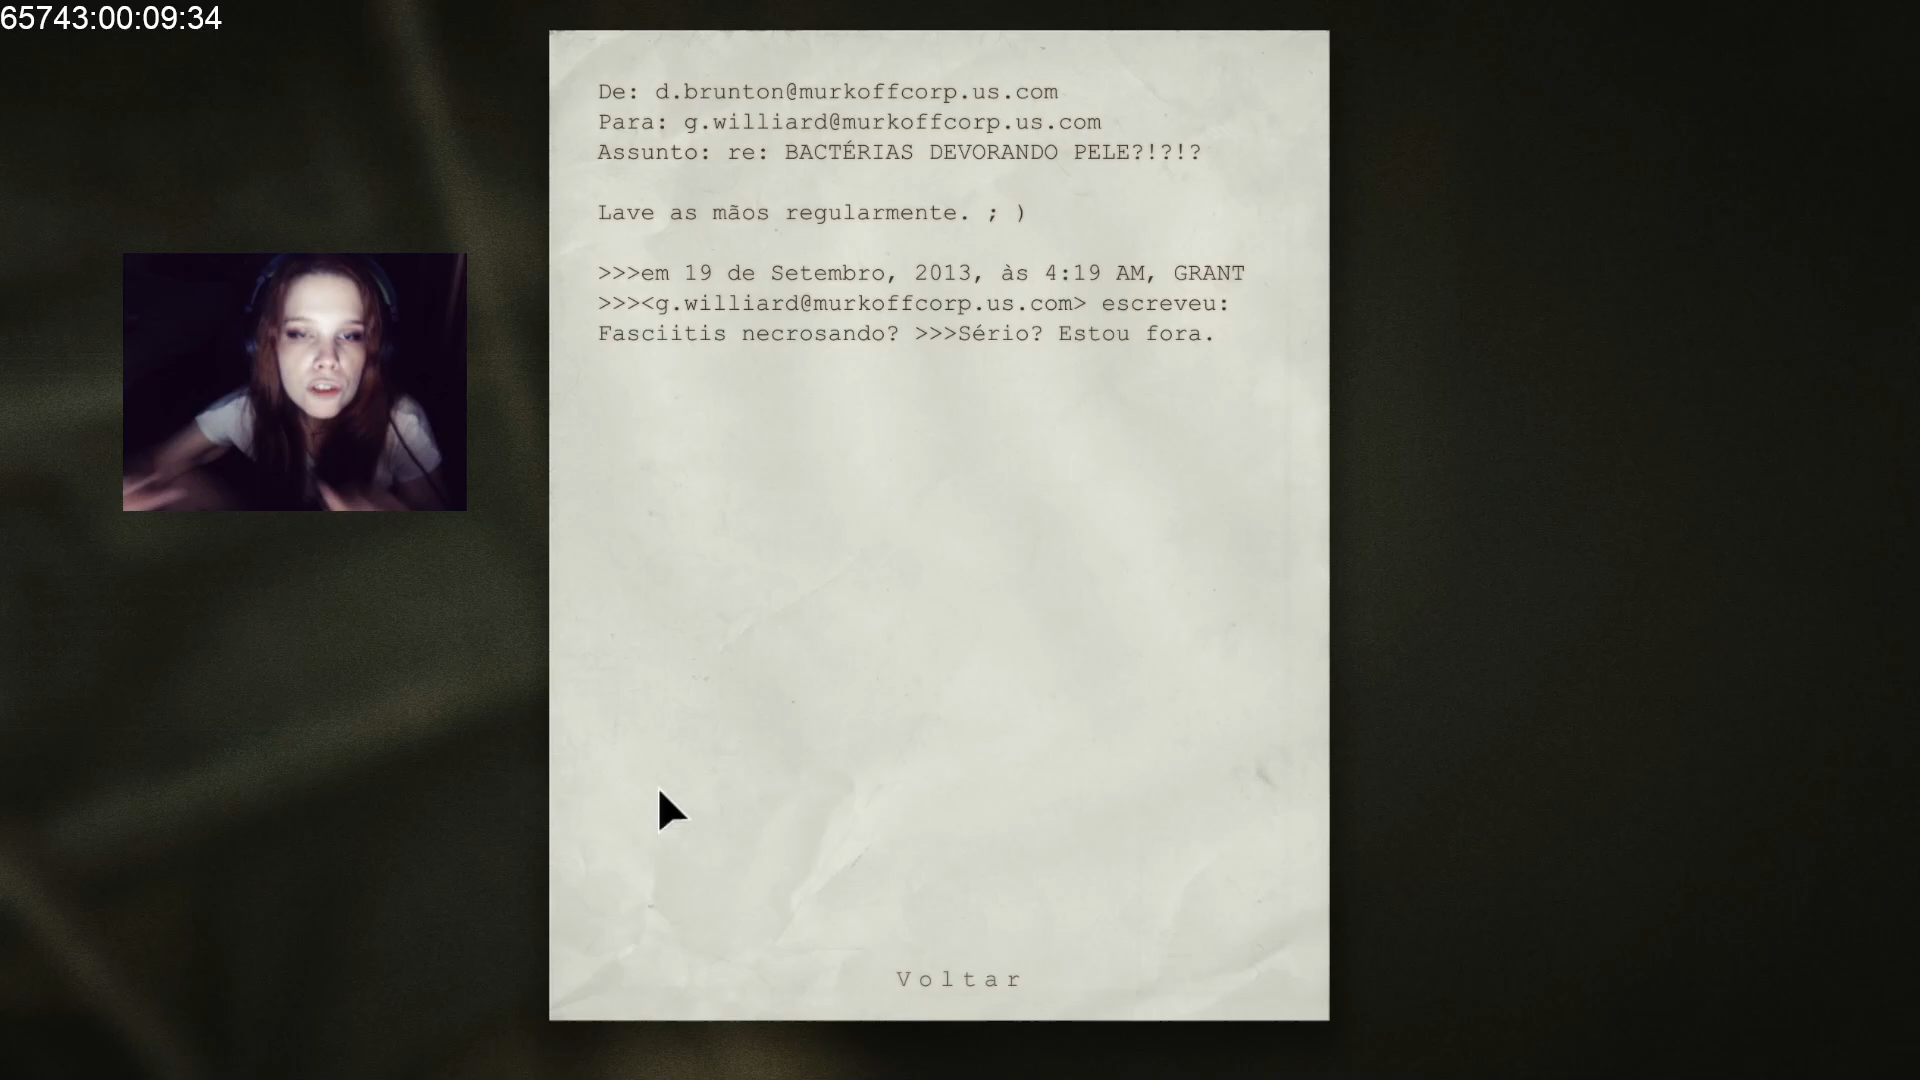 65743:00:09:34
De: d.brunton@murkoffcorp.us.com
Para: g.williard@murkoffcorp.us.com
Assunto: re: BACTÉRIAS DEVORANDO PELE?!?!?
Lave as mãos regularmente. ; )
>>>em 19 de Setembro, 2013, às 4:19 AM, GRANT
>>><g.williard@murkoffcorp.us.com> escreveu:
Fasciitis necrosando? >>>Sério? Estou fora.
Voltar